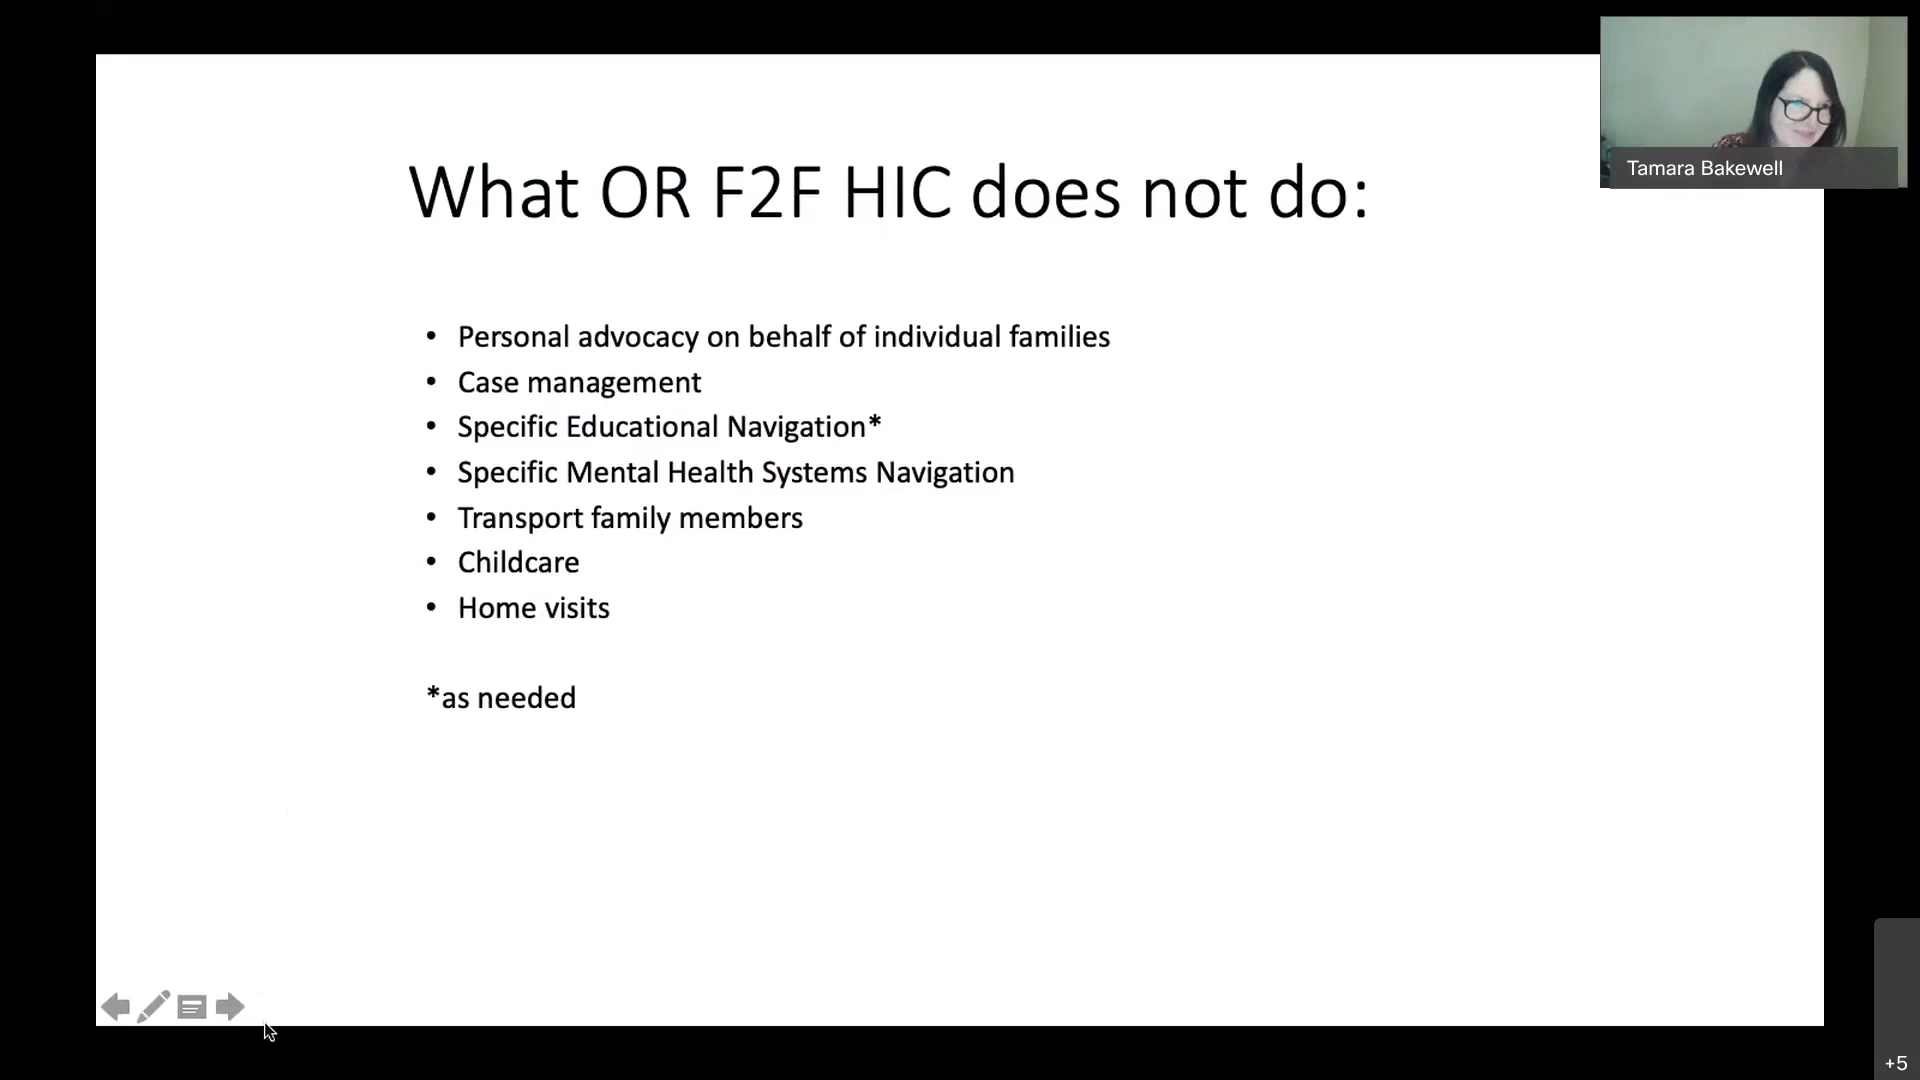 What OR F2F HIC does not do:
• Personal advocacy on behalf of individual families
• Case management
• Specific Educational Navigation*
• Specific Mental Health Systems Navigation
• Transport family members
• Childcare
• Home visits
*as needed
Tamara Bakewell
+5